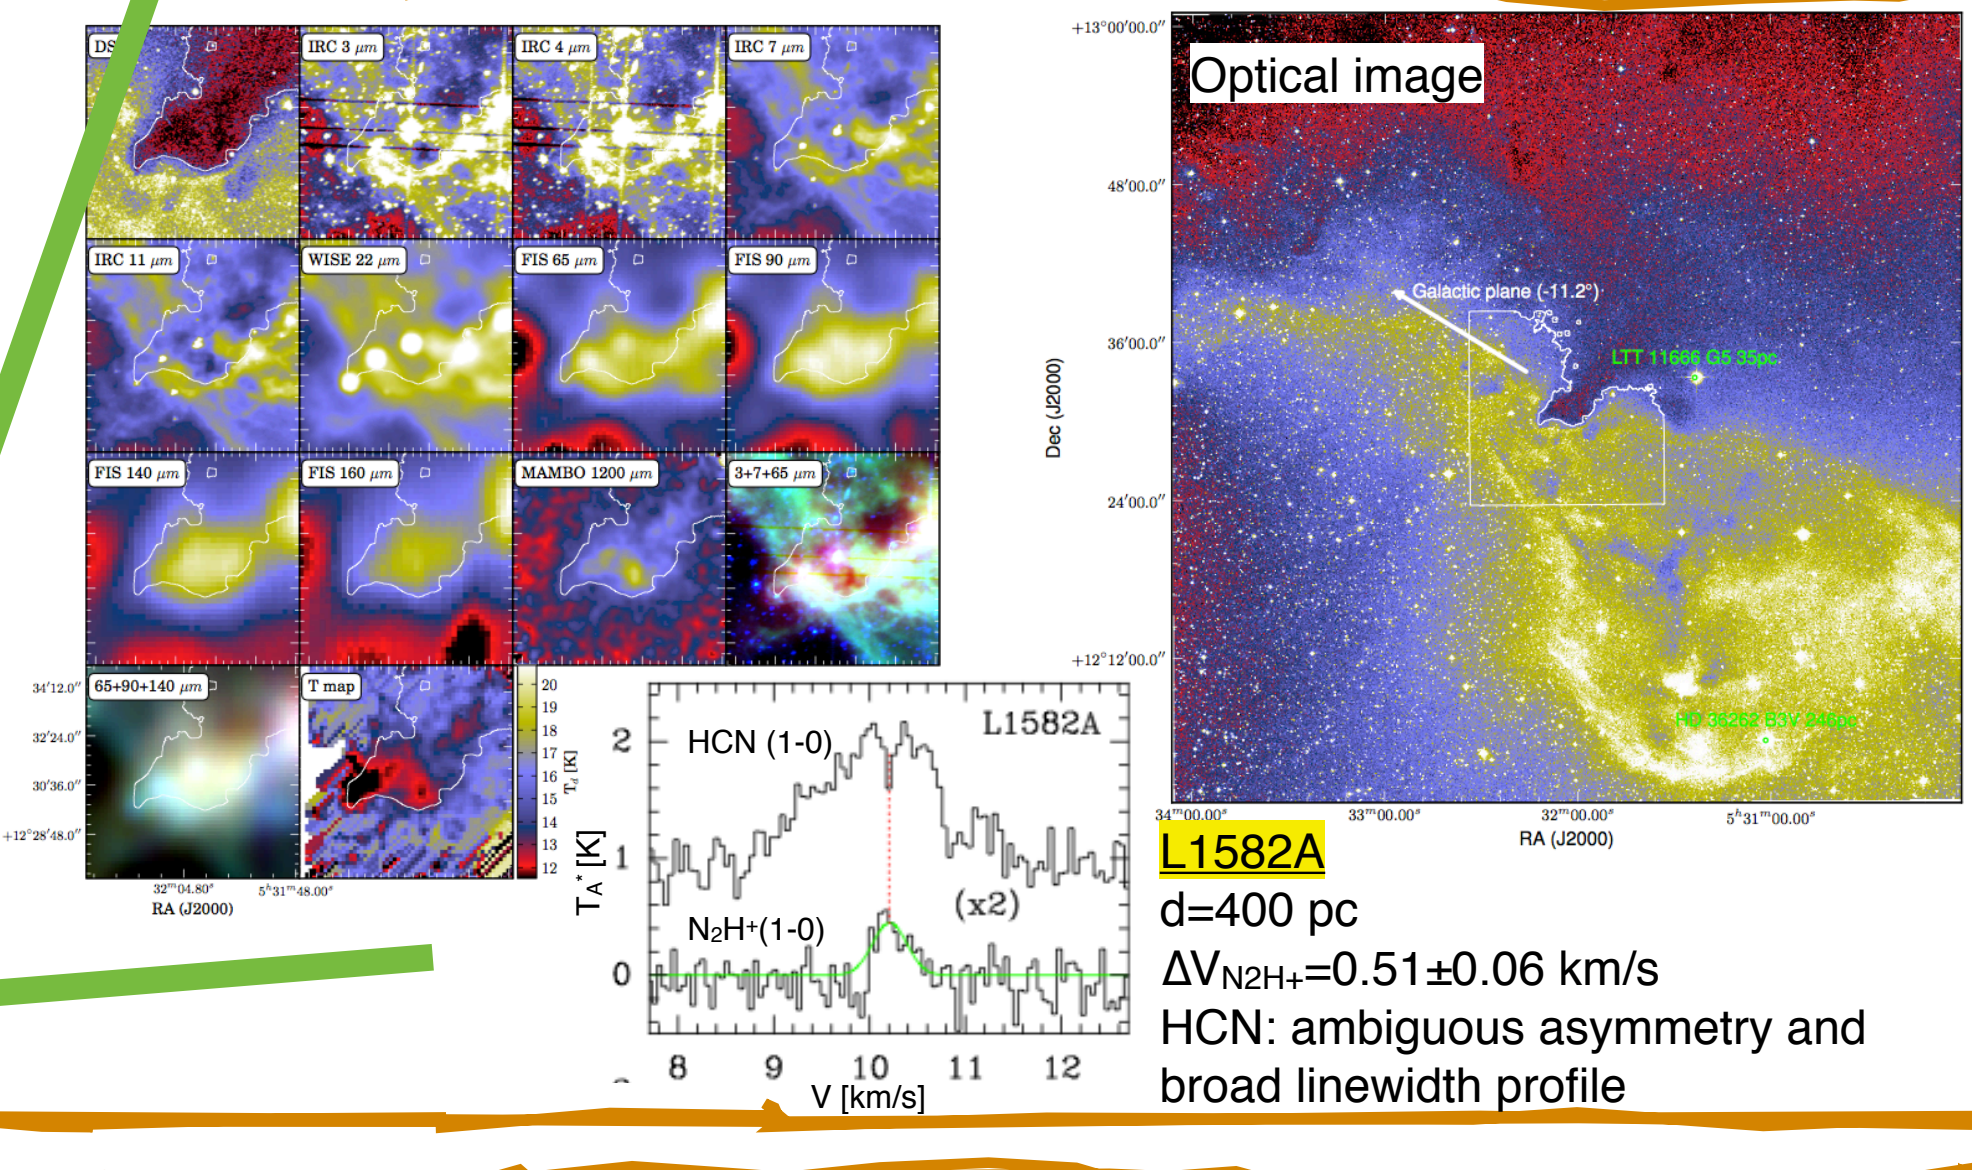 DS
IRC 3 μm
IRC 4 μm
IRC 7 μm
IRC 11 μm
WISE 22 μm
FIS 65 μm
FIS 90 μm
FIS 140 μm
FIS 160 μm
MAMBO 1200 μm
3+7+65 μm
65+90+140 μm
T map
34′12.0″
32′24.0″
30′36.0″
+12°28′48.0″
32ᵐ04.80ˢ
5ʰ31ᵐ48.00ˢ
RA (J2000)
20
19
18
17
16
15
14
13
12
T_d [K]
L1582A
HCN (1-0)
(x2)
N₂H⁺(1-0)
2
1
0
T_A* [K]
8
9
10
11
12
V [km/s]
Optical image
+13°00′00.0″
48′00.0″
36′00.0″
24′00.0″
+12°12′00.0″
Dec (J2000)
Galactic plane (-11.2°)
LTT 11666 G5 35pc
HD 36262 B3V 246pc
34ᵐ00.00ˢ
33ᵐ00.00ˢ
32ᵐ00.00ˢ
5ʰ31ᵐ00.00ˢ
RA (J2000)
L1582A
d=400 pc
ΔV_N2H+=0.51±0.06 km/s
HCN: ambiguous asymmetry and
broad linewidth profile